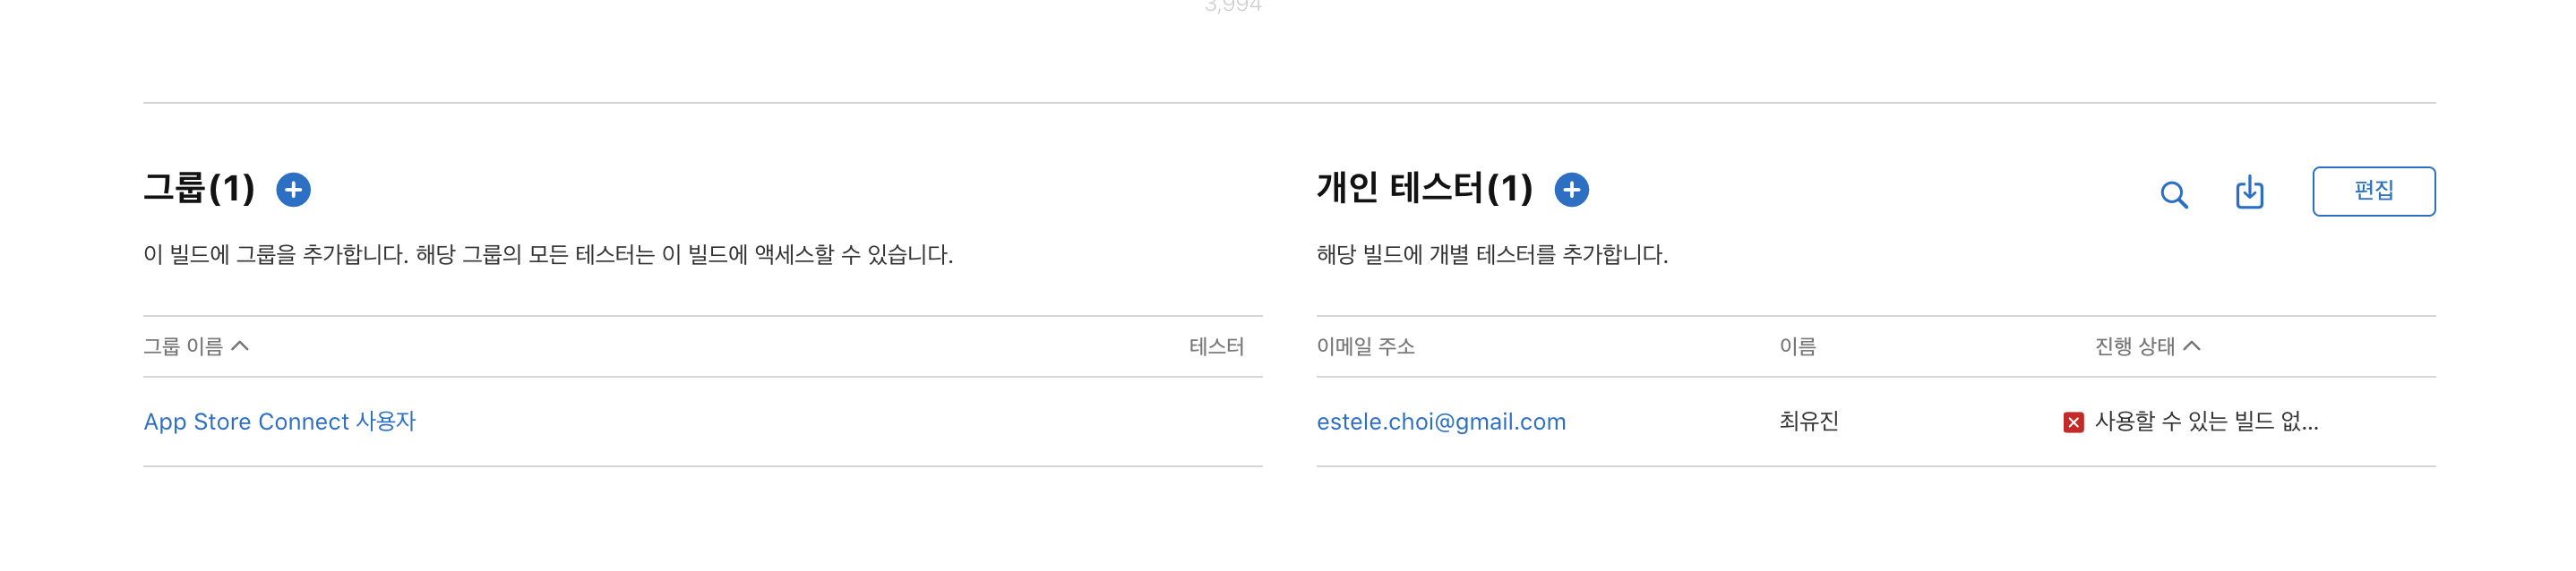 3,994
그룹(1)
이 빌드에 그룹을 추가합니다. 해당 그룹의 모든 테스터는 이 빌드에 액세스할 수 있습니다.
그룹 이름 테스터
App Store Connect 사용자
개인 테스터(1)
편집
해당 빌드에 개별 테스터를 추가합니다.
이메일 주소 이름 진행 상태
estele.choi@gmail.com 최유진 사용할 수 있는 빌드 없...